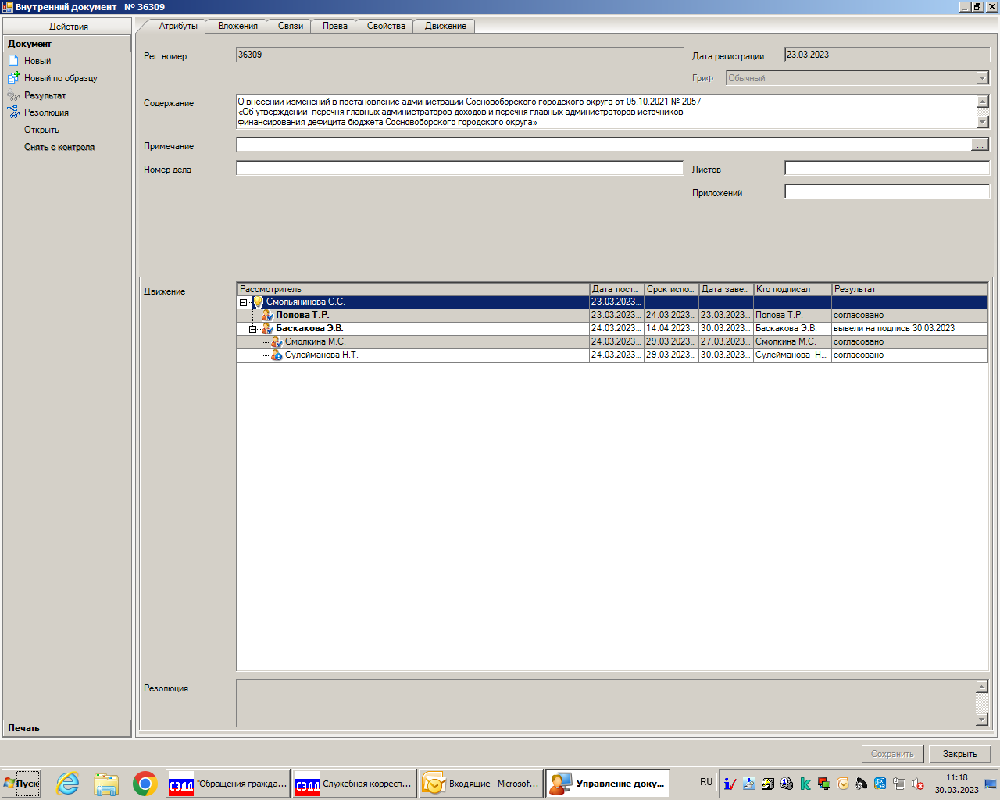 Внутренний документ № 36309
Действия
Документ
Новый
Новый по образцу
Результат
Резолюция
Открыть
Снять с контроля
Печать
Атрибуты Вложения Связи Права Свойства Движение
Рег. номер 36309 Дата регистрации 23.03.2023
Гриф Обычный
Содержание О внесении изменений в постановление администрации Сосновоборского городского округа от 05.10.2021 № 2057
«Об утверждении перечня главных администраторов доходов и перечня главных администраторов источников
финансирования дефицита бюджета Сосновоборского городского округа»
Примечание ...
Номер дела Листов
Приложений
Движение Рассмотритель Дата пост... Срок испо... Дата заве... Кто подписал Результат
Смольянинова С.С. 23.03.2023...
Попова Т.Р. 23.03.2023... 24.03.2023... 23.03.2023... Попова Т.Р. согласовано
Баскакова Э.В. 24.03.2023... 14.04.2023... 30.03.2023... Баскакова Э.В. вывели на подпись 30.03.2023
Смолкина М.С. 24.03.2023... 29.03.2023... 27.03.2023... Смолкина М.С. согласовано
Сулейманова Н.Т. 24.03.2023... 29.03.2023... 30.03.2023... Сулейманова Н.... согласовано
Резолюция
Сохранить Закрыть
Пуск СЭДД "Обращения гражда... СЭДД Служебная корресп... Входящие - Microsof... Управление доку... RU 11:18
30.03.2023